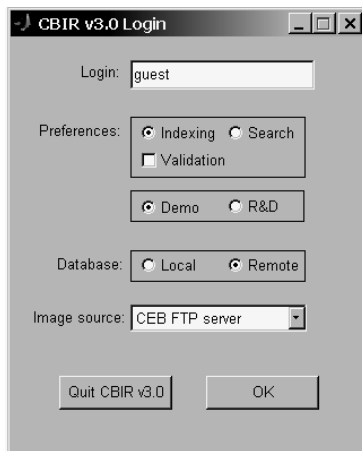 CBIR v3.0 Login
Login: guest
Preferences: Indexing Search
Validation
Demo R&D
Database: Local Remote
Image source: CEB FTP server
Quit CBIR v3.0 OK